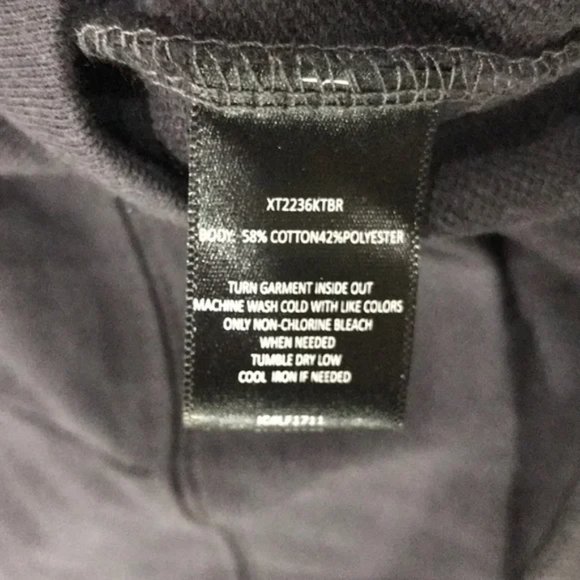 XT2236KTBR
BODY: 58% COTTON42%POLYESTER
TURN GARMENT INSIDE OUT
MACHINE WASH COLD WITH LIKE COLORS
ONLY NON-CHLORINE BLEACH
WHEN NEEDED
TUMBLE DRY LOW
COOL IRON IF NEEDED